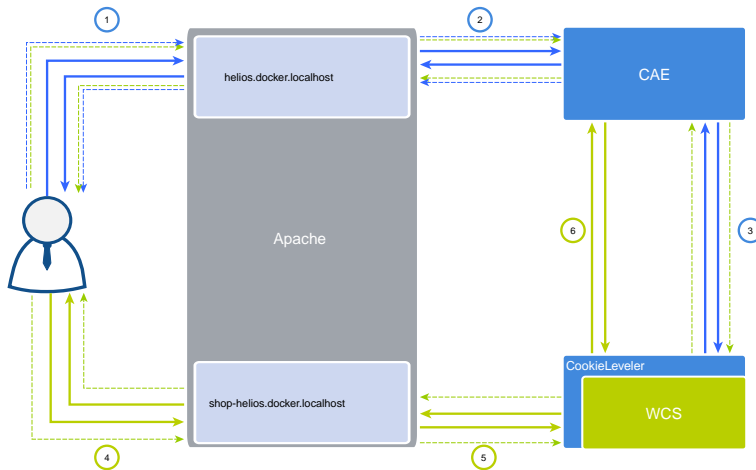 1
2
helios.docker.localhost
CAE
Apache
6
3
CookieLeveler
shop-helios.docker.localhost
WCS
4
5